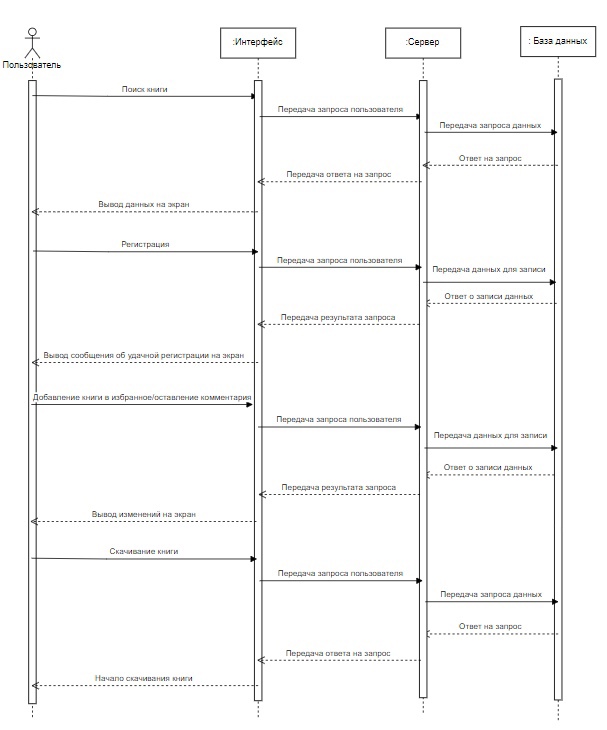 Пользователь
:Интерфейс
:Сервер
: База данных
Поиск книги
Передача запроса пользователя
Передача запроса данных
Ответ на запрос
Передача ответа на запрос
Вывод данных на экран
Регистрация
Передача запроса пользователя
Передача данных для записи
Ответ о записи данных
Передача результата запроса
Вывод сообщения об удачной регистрации на экран
Добавление книги в избранное/оставление комментария
Передача запроса пользователя
Передача данных для записи
Ответ о записи данных
Передача результата запроса
Вывод изменений на экран
Скачивание книги
Передача запроса пользователя
Передача запроса данных
Ответ на запрос
Передача ответа на запрос
Начало скачивания книги